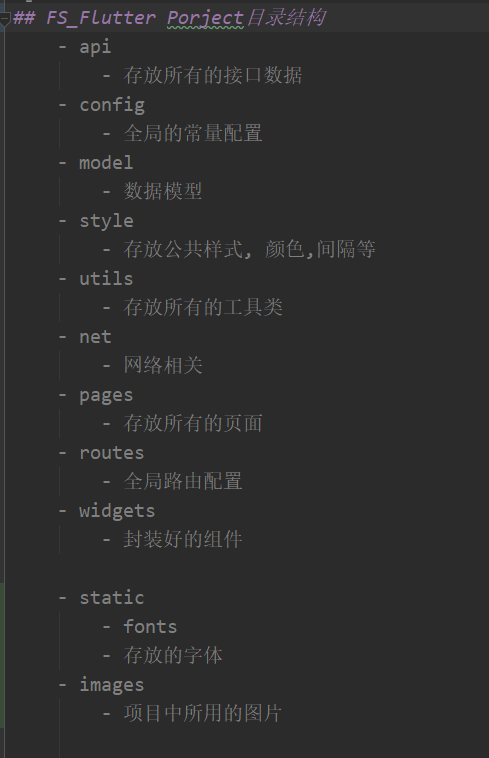 ## FS_Flutter Porject目录结构
- api
- 存放所有的接口数据
- config
- 全局的常量配置
- model
- 数据模型
- style
- 存放公共样式, 颜色,间隔等
- utils
- 存放所有的工具类
- net
- 网络相关
- pages
- 存放所有的页面
- routes
- 全局路由配置
- widgets
- 封装好的组件
- static
- fonts
- 存放的字体
- images
- 项目中所用的图片